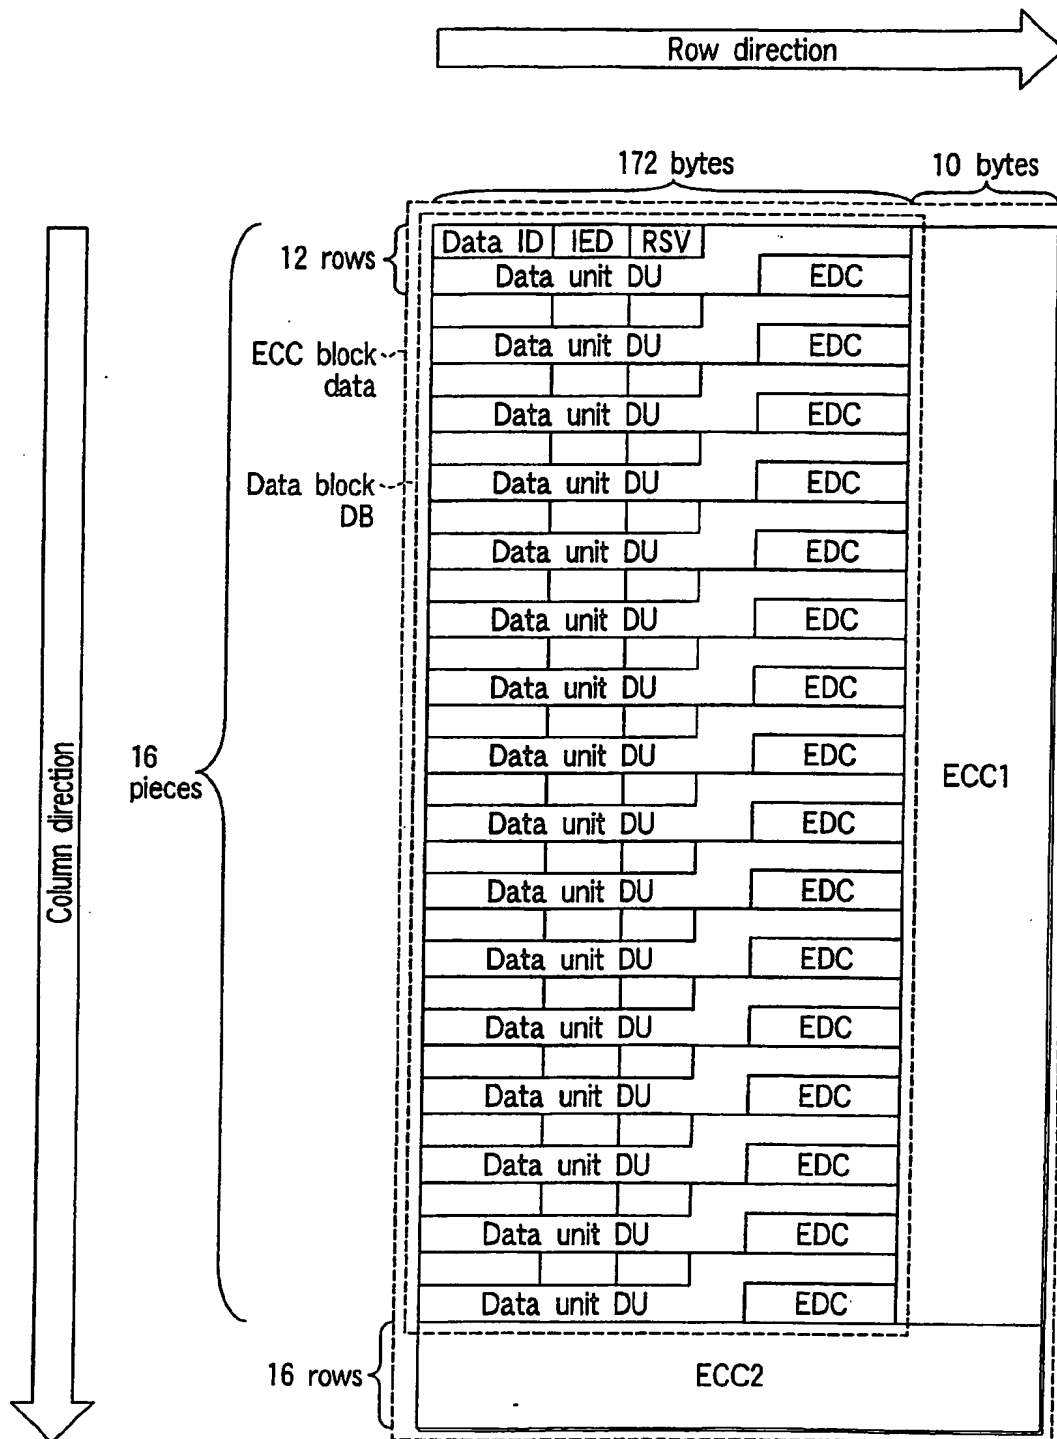 Row direction
172 bytes
10 bytes
12 rows
Data ID IED RSV
Data unit DU EDC
Data unit DU EDC
ECC block
data
Data unit DU EDC
Data unit DU EDC
Data block
DB
Data unit DU EDC
Data unit DU EDC
Data unit DU EDC
Data unit DU EDC
16
pieces
Column direction
ECC1
Data unit DU EDC
Data unit DU EDC
Data unit DU EDC
Data unit DU EDC
Data unit DU EDC
Data unit DU EDC
Data unit DU EDC
Data unit DU EDC
16 rows
ECC2